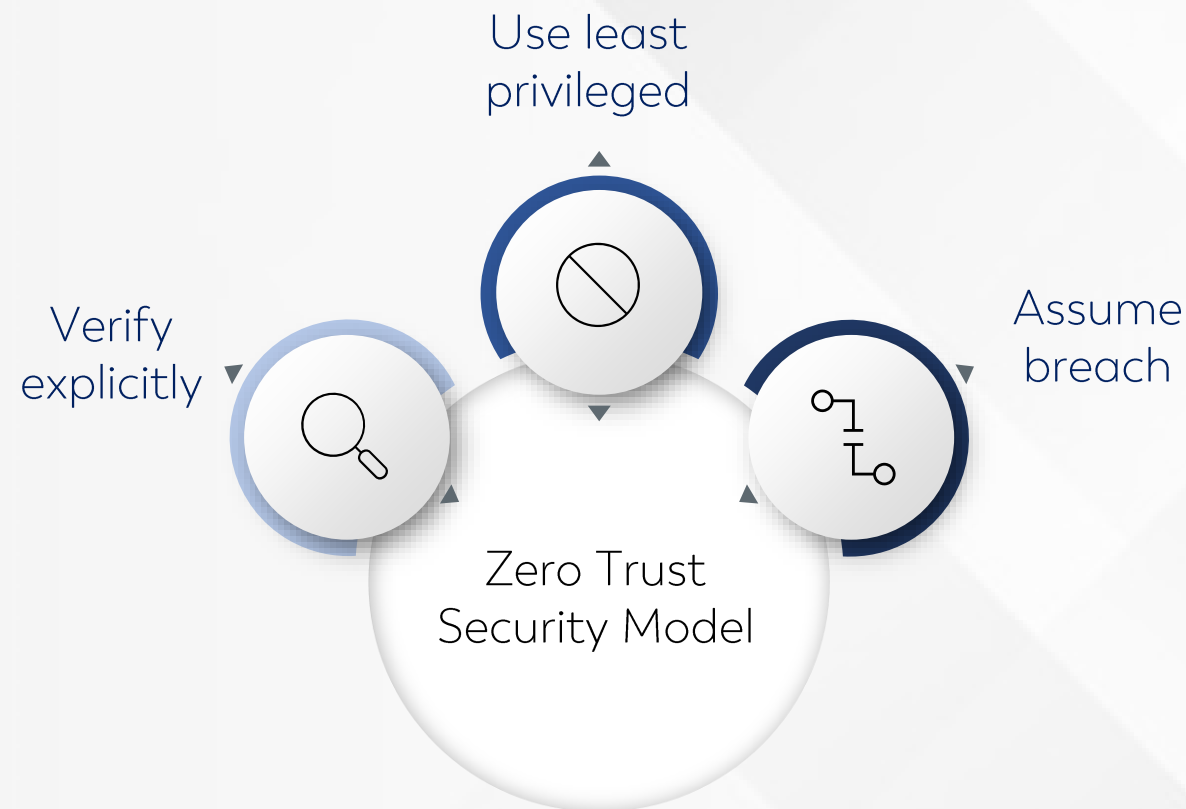 Use least
privileged
Verify
explicitly
Assume
breach
Zero Trust
Security Model